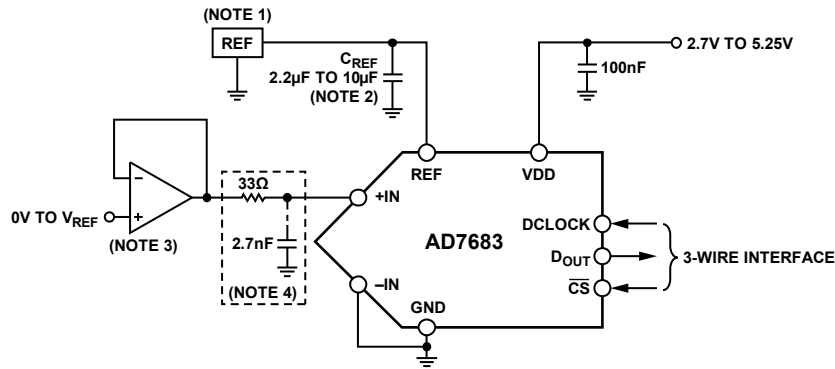 (NOTE 1)
REF
C_REF
2.2µF TO 10µF
(NOTE 2)
100nF
2.7V TO 5.25V
REF
VDD
33Ω
+IN
0V TO V_REF
(NOTE 3)
2.7nF
(NOTE 4)
–IN
AD7683
GND
DCLOCK
D_OUT
C̅S̅
3-WIRE INTERFACE